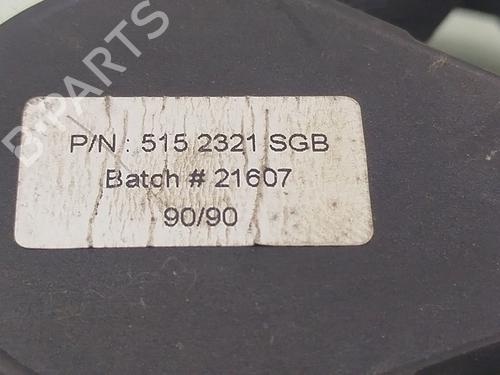 P/N : 515 2321 SGB
Batch # 21607
90/90
B-PARTS